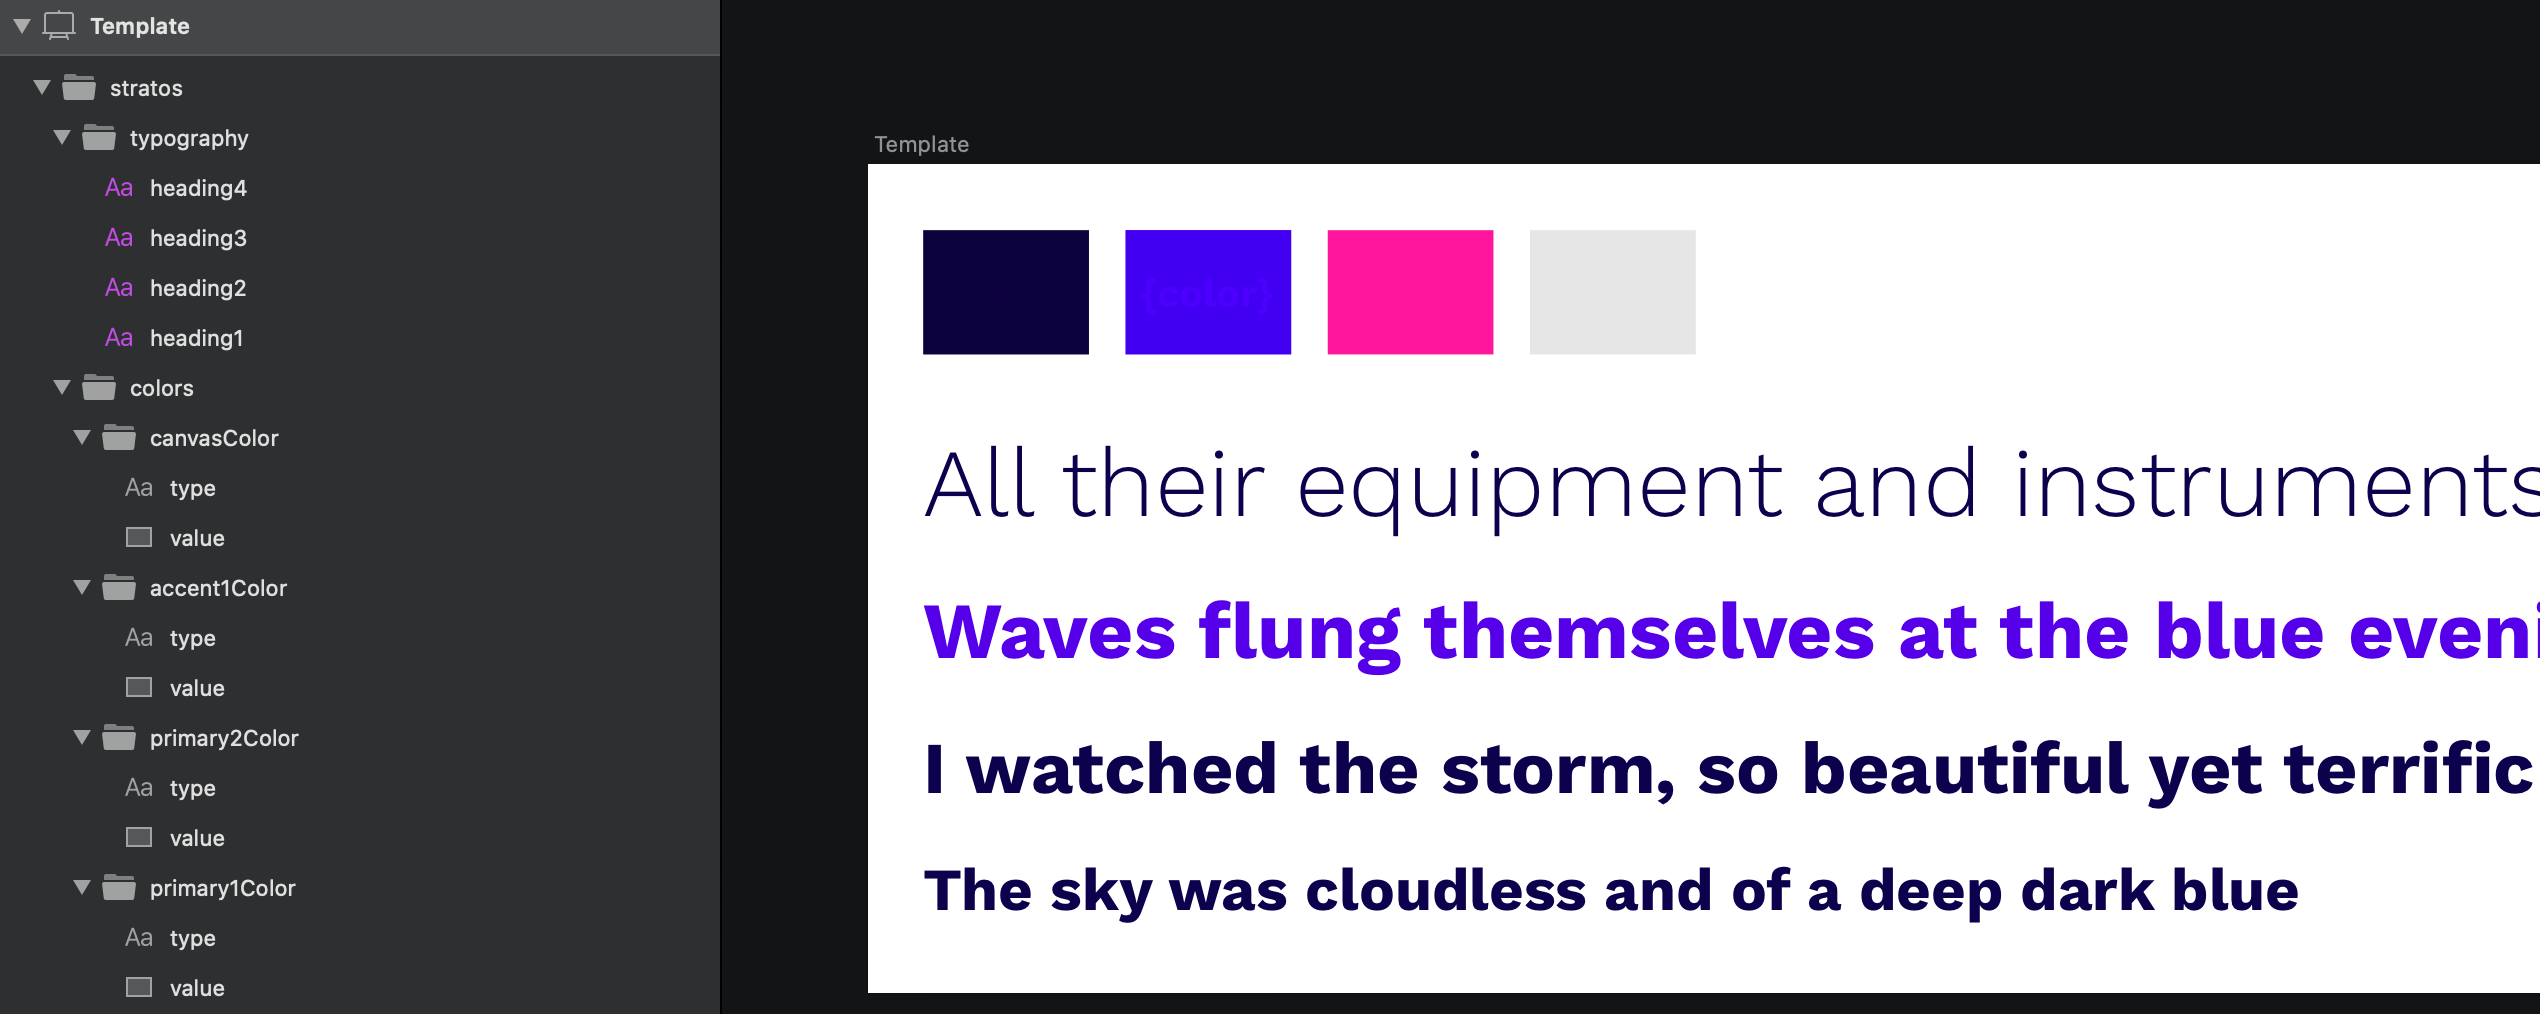 Template
stratos
typography
Aa heading4
Aa heading3
Aa heading2
Aa heading1
colors
canvasColor
Aa type
value
accent1Color
Aa type
value
primary2Color
Aa type
value
primary1Color
Aa type
value
Template
{color}
All their equipment and instruments
Waves flung themselves at the blue eveni
I watched the storm, so beautiful yet terrific
The sky was cloudless and of a deep dark blue